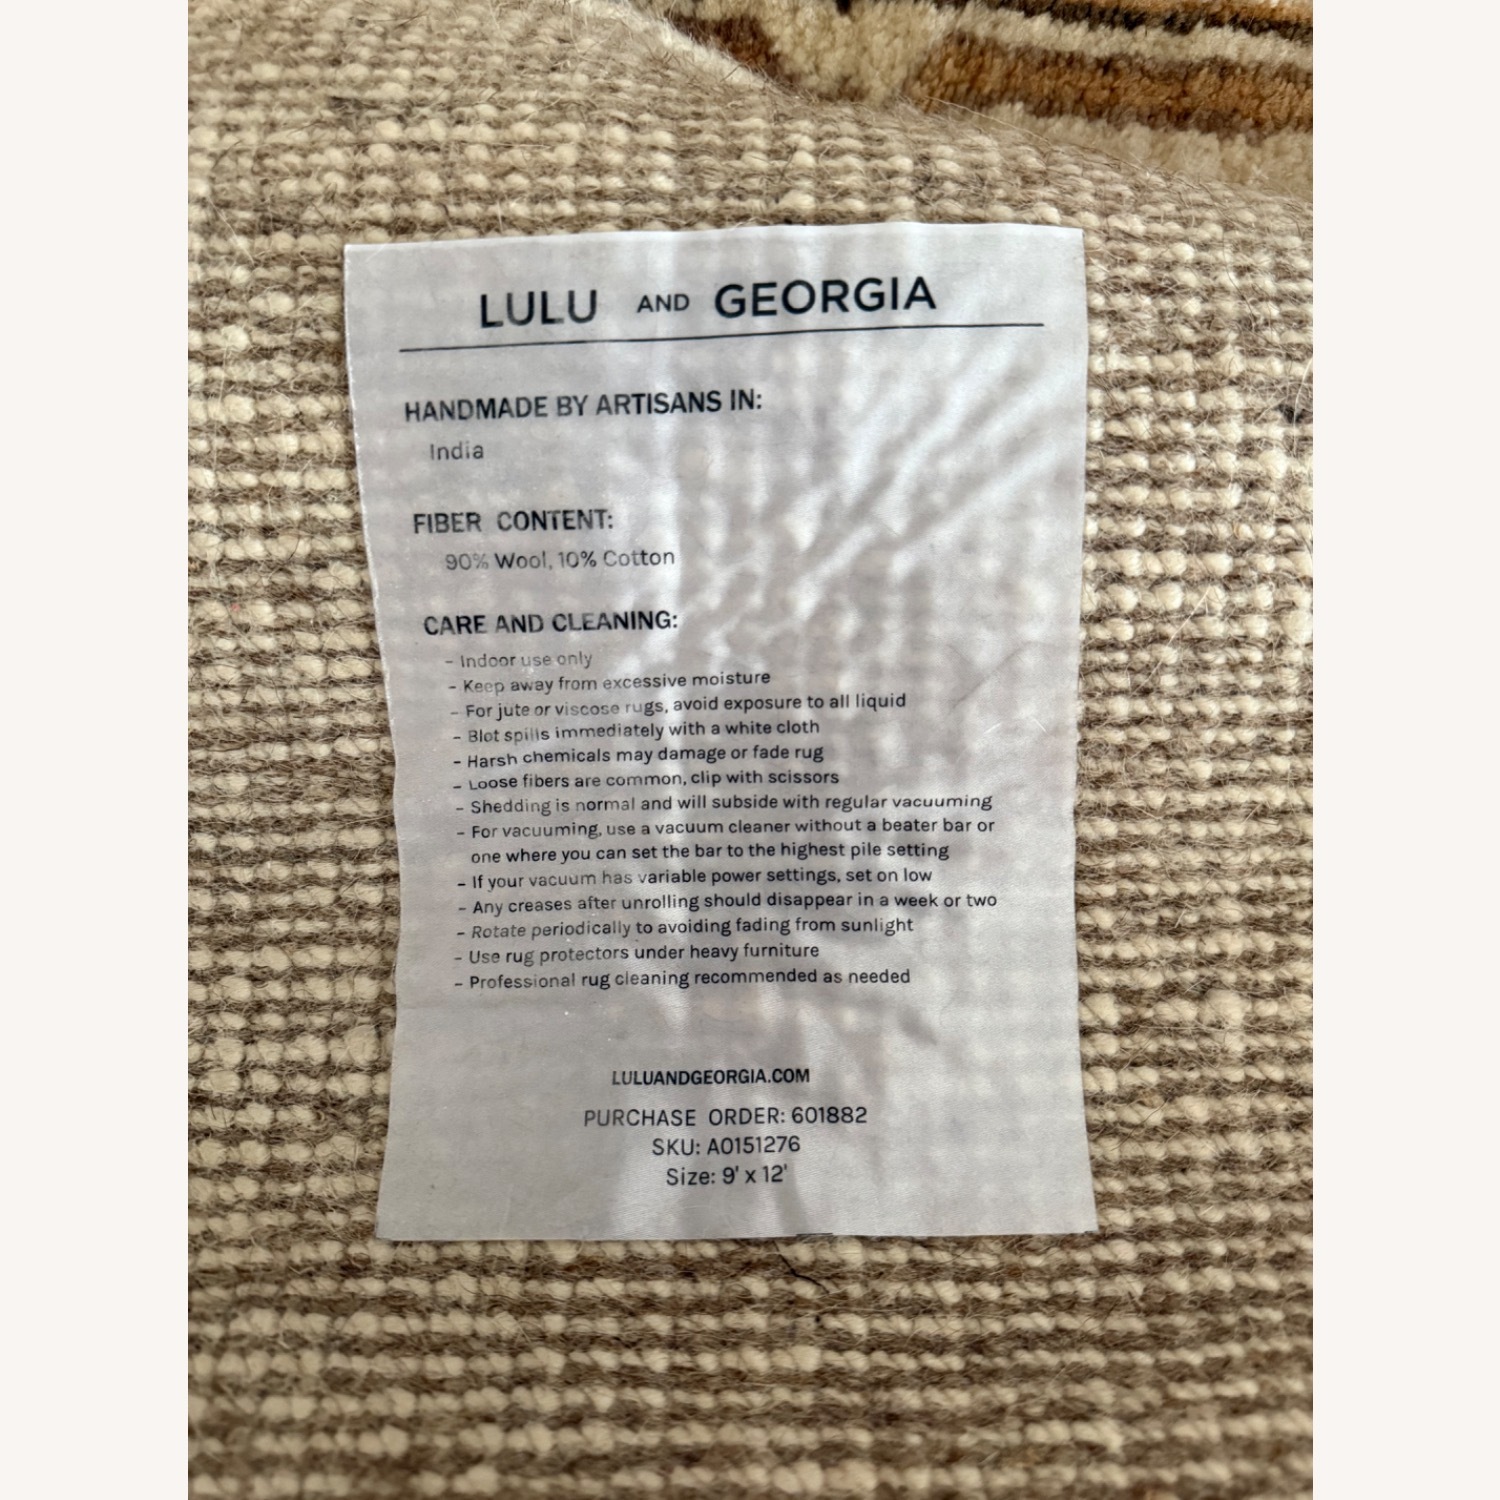 LULU AND GEORGIA
HANDMADE BY ARTISANS IN:
India
FIBER CONTENT:
90% Wool, 10% Cotton
CARE AND CLEANING:
- Indoor use only
- Keep away from excessive moisture
- For jute or viscose rugs, avoid exposure to all liquid
- Blot spills immediately with a white cloth
- Harsh chemicals may damage or fade rug
- Loose fibers are common, clip with scissors
- Shedding is normal and will subside with regular vacuuming
- For vacuuming, use a vacuum cleaner without a beater bar or
one where you can set the bar to the highest pile setting
- If your vacuum has variable power settings, set on low
- Any creases after unrolling should disappear in a week or two
- Rotate periodically to avoiding fading from sunlight
- Use rug protectors under heavy furniture
- Professional rug cleaning recommended as needed
LULUANDGEORGIA.COM
PURCHASE ORDER: 601882
SKU: A0151276
Size: 9' x 12'